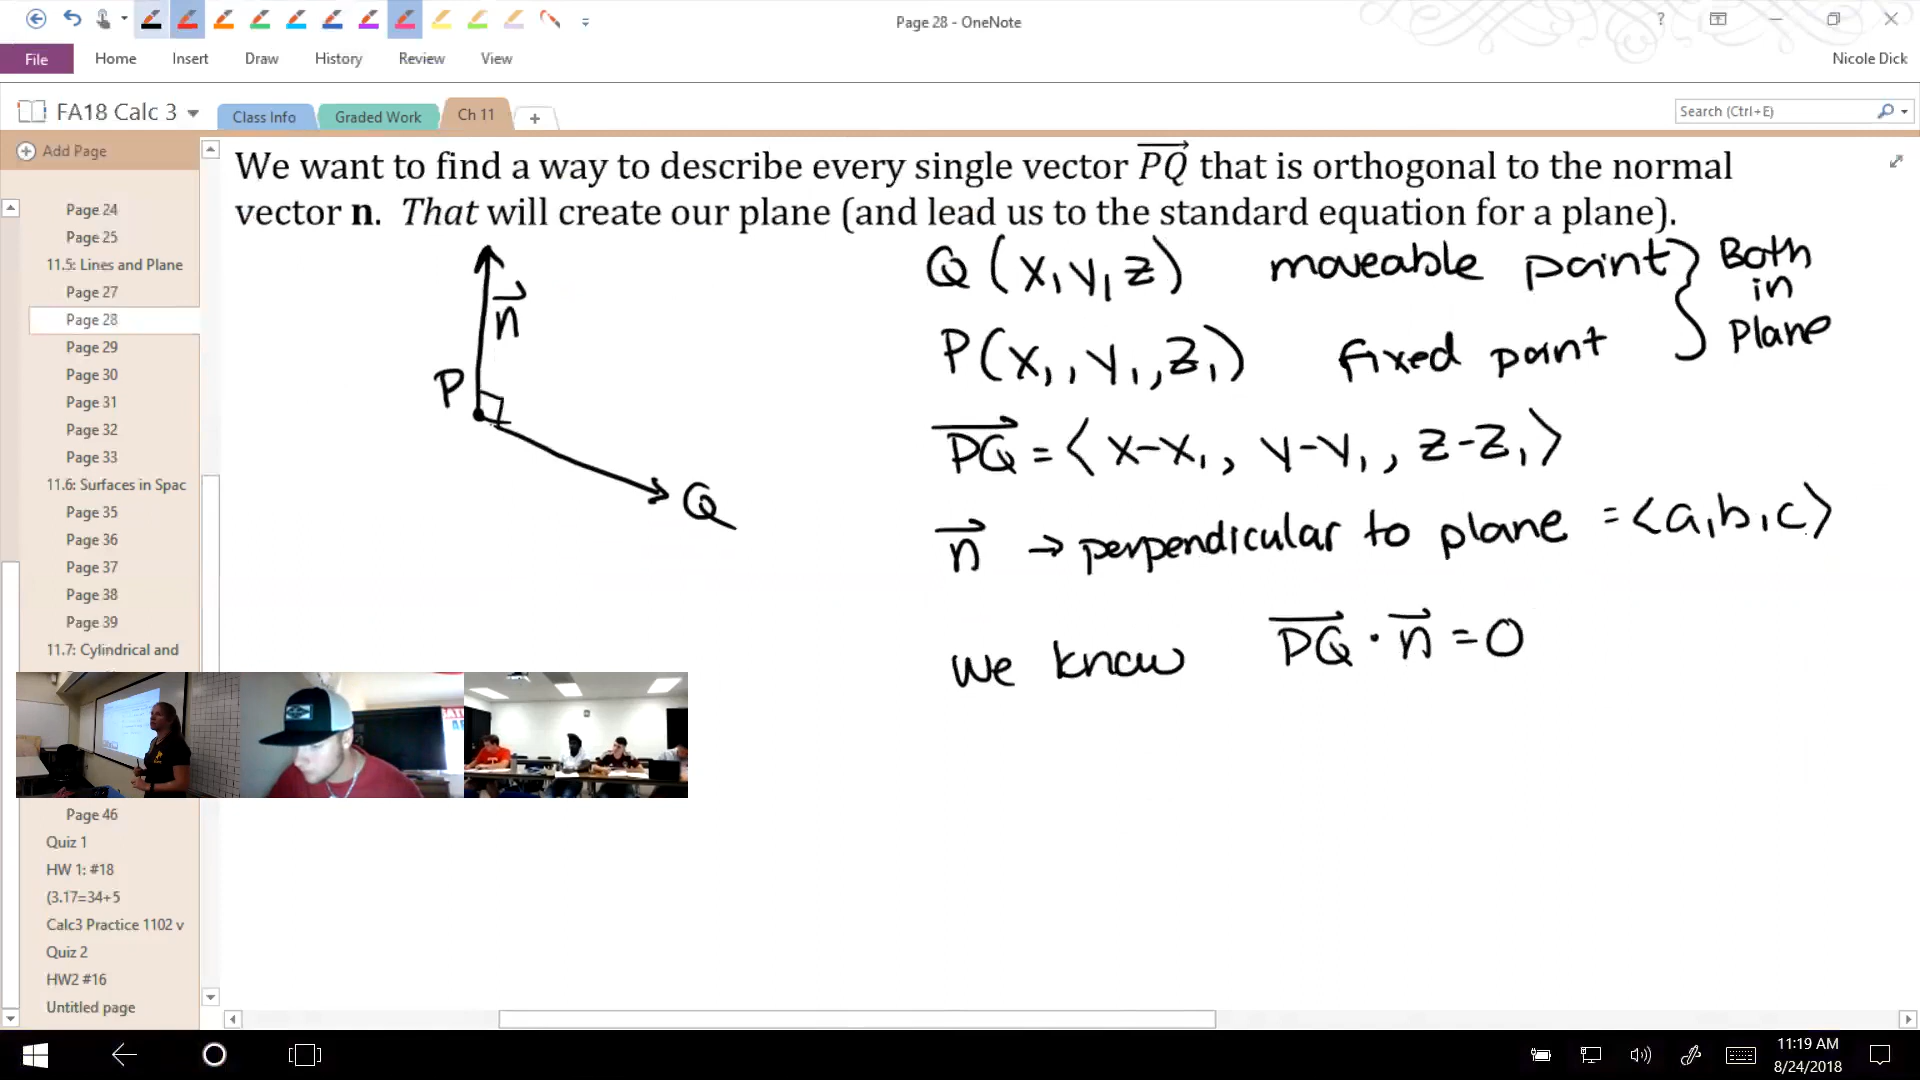 Page 28 - OneNote
?
File
Home
Insert
Draw
History
Review
View
Nicole Dick
FA18 Calc 3
Class Info
Graded Work
Ch 11
Search (Ctrl+E)
Add Page
Page 24
Page 25
11.5: Lines and Plane
Page 27
Page 28
Page 29
Page 30
Page 31
Page 32
Page 33
11.6: Surfaces in Spac
Page 35
Page 36
Page 37
Page 38
Page 39
11.7: Cylindrical and
Page 46
Quiz 1
HW 1: #18
(3.17=34+5
Calc3 Practice 1102 v
Quiz 2
HW2 #16
Untitled page
We want to find a way to describe every single vector PQ⃗ that is orthogonal to the normal
vector n. That will create our plane (and lead us to the standard equation for a plane).
n⃗
P
Q
Q (x, y, z) moveable point
P(x₁, y₁, z₁) fixed point
} Both in Plane
PQ⃗ = ⟨x-x₁, y-y₁, z-z₁⟩
n⃗ → perpendicular to plane = ⟨a, b, c⟩
we know PQ⃗ · n⃗ = 0
11:19 AM
8/24/2018